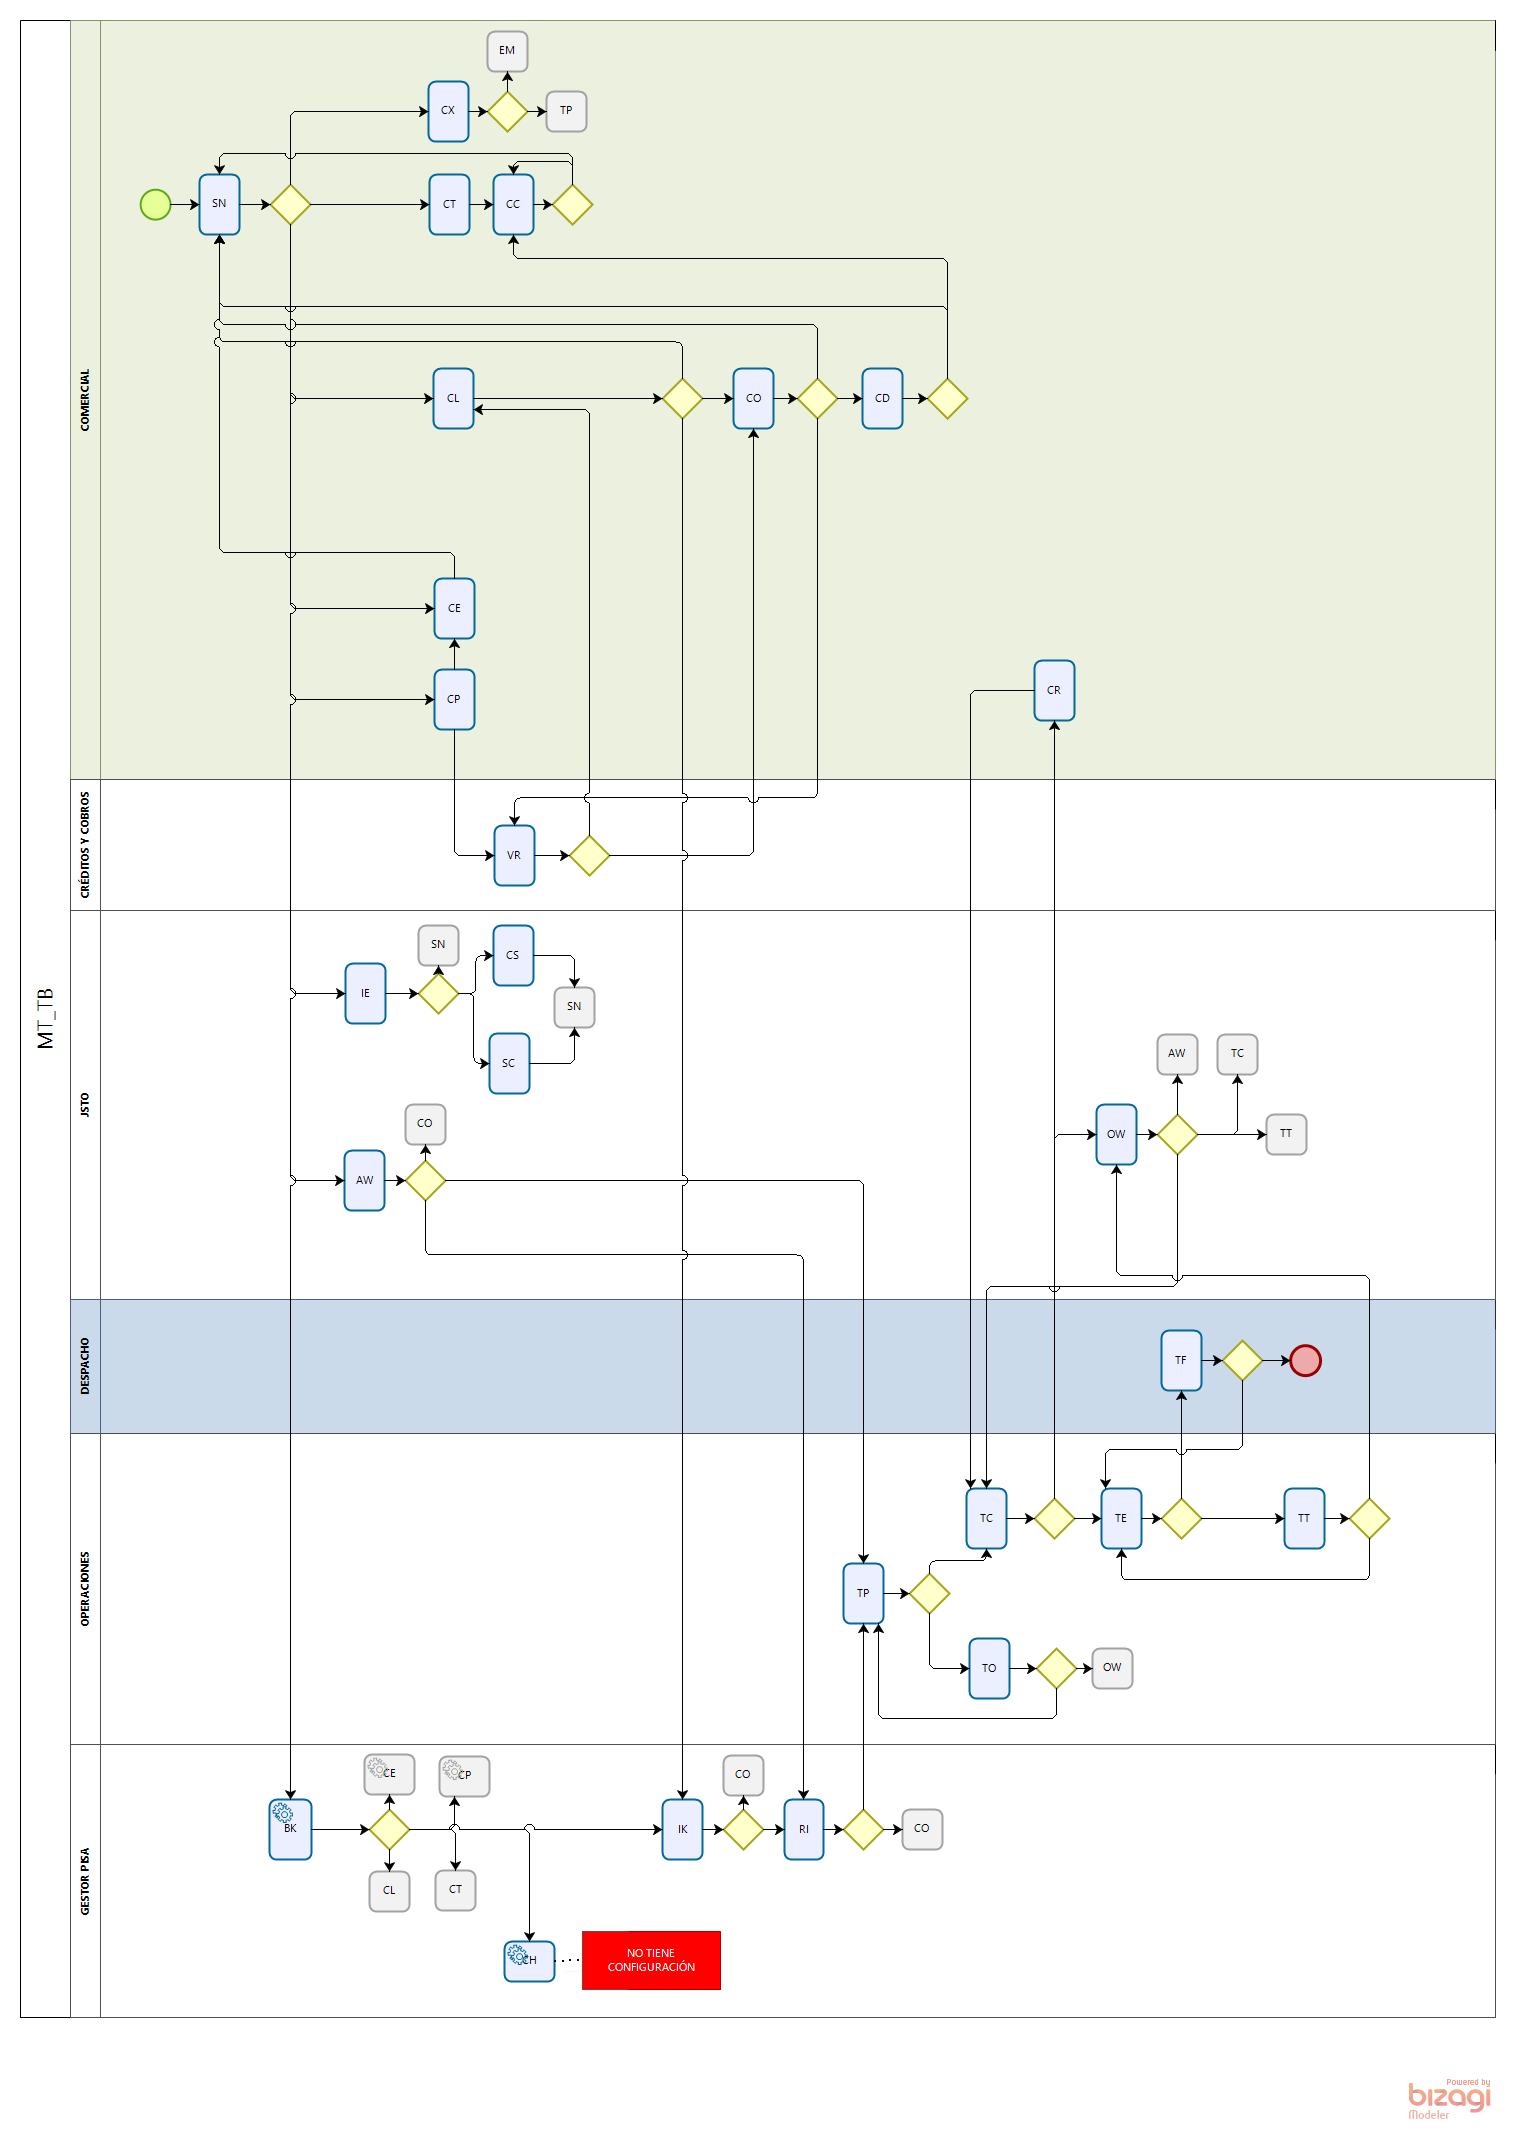 MT_TB
COMERCIAL
EM
CX
TP
SN
CT
CC
CL
CO
CD
CE
CP
CR
CRÉDITOS Y COBROS
VR
JSTO
SN
CS
IE
SN
SC
AW
TC
CO
OW
TT
AW
DESPACHO
TF
OPERACIONES
TC
TE
TT
TP
TO
OW
GESTOR PISA
CE
CP
CO
BK
IK
RI
CO
CL
CT
CH
NO TIENE
CONFIGURACIÓN
Powered by
bizagi
Modeler